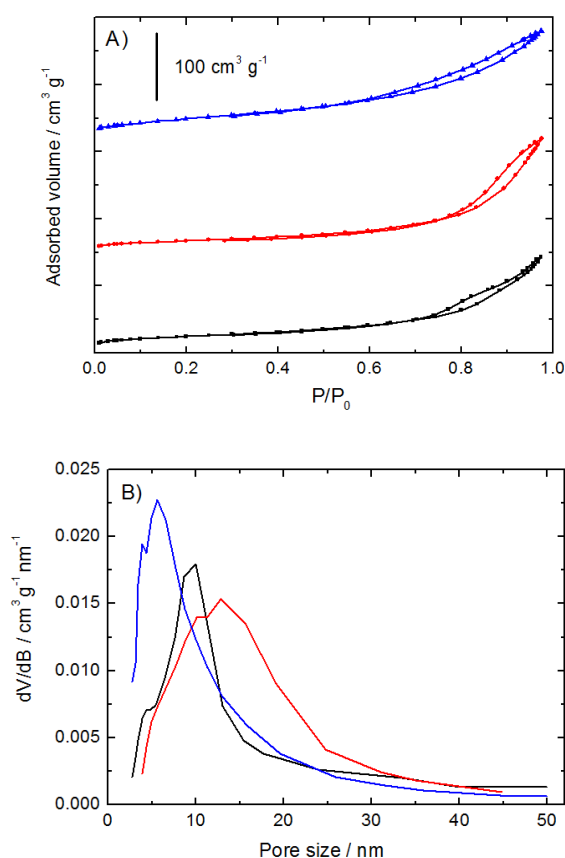 A)
100 cm³ g⁻¹
Adsorbed volume / cm³ g⁻¹
0.0 0.2 0.4 0.6 0.8 1.0
P/P₀
B)
0.025
0.020
0.015
0.010
0.005
0.000
dV/dB / cm³ g⁻¹ nm⁻¹
0 10 20 30 40 50
Pore size / nm